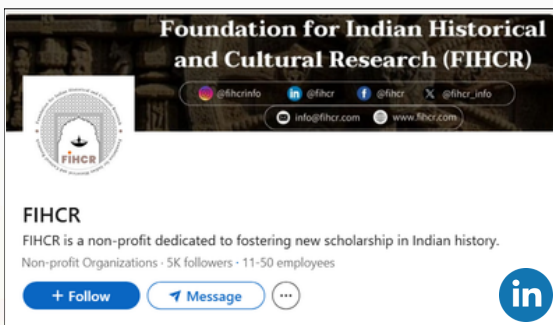 Foundation for Indian Historical
and Cultural Research (FIHCR)
@fihcrinfo @fihcr @fihcr @fihcr_info
info@fihcr.com www.fihcr.com
FIHCR
FIHCR
FIHCR is a non-profit dedicated to fostering new scholarship in Indian history.
Non-profit Organizations · 5K followers · 11-50 employees
+ Follow Message ...
in